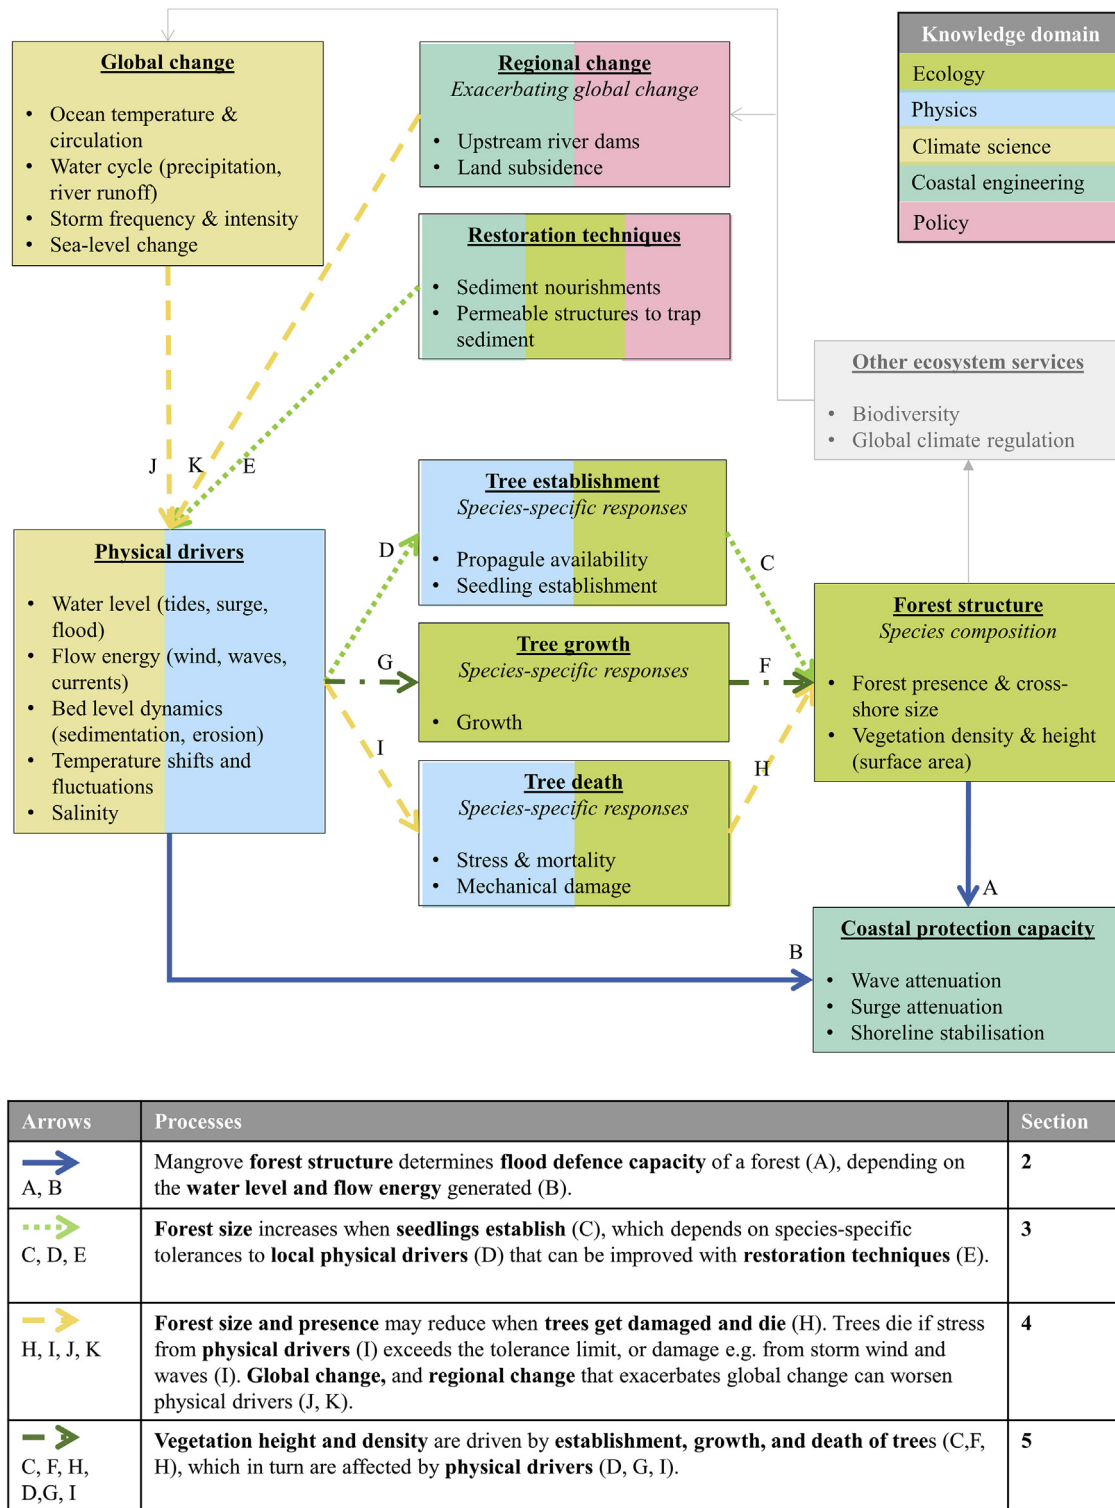 Global change
• Ocean temperature &
circulation
• Water cycle (precipitation,
river runoff)
• Storm frequency & intensity
• Sea-level change
Regional change
Exacerbating global change
• Upstream river dams
• Land subsidence
Knowledge domain
Ecology
Physics
Climate science
Coastal engineering
Policy
Restoration techniques
• Sediment nourishments
• Permeable structures to trap
sediment
Other ecosystem services
• Biodiversity
• Global climate regulation
J
K
E
Physical drivers
• Water level (tides, surge,
flood)
• Flow energy (wind, waves,
currents)
• Bed level dynamics
(sedimentation, erosion)
• Temperature shifts and
fluctuations
• Salinity
D
G
I
Tree establishment
Species-specific responses
• Propagule availability
• Seedling establishment
Tree growth
Species-specific responses
• Growth
Tree death
Species-specific responses
• Stress & mortality
• Mechanical damage
C
F
H
Forest structure
Species composition
• Forest presence & cross-
shore size
• Vegetation density & height
(surface area)
A
B
Coastal protection capacity
• Wave attenuation
• Surge attenuation
• Shoreline stabilisation
Arrows Processes Section
A, B
Mangrove forest structure determines flood defence capacity of a forest (A), depending on
the water level and flow energy generated (B).
2
C, D, E
Forest size increases when seedlings establish (C), which depends on species-specific
tolerances to local physical drivers (D) that can be improved with restoration techniques (E).
3
H, I, J, K
Forest size and presence may reduce when trees get damaged and die (H). Trees die if stress
from physical drivers (I) exceeds the tolerance limit, or damage e.g. from storm wind and
waves (I). Global change, and regional change that exacerbates global change can worsen
physical drivers (J, K).
4
C, F, H,
D,G, I
Vegetation height and density are driven by establishment, growth, and death of trees (C,F,
H), which in turn are affected by physical drivers (D, G, I).
5